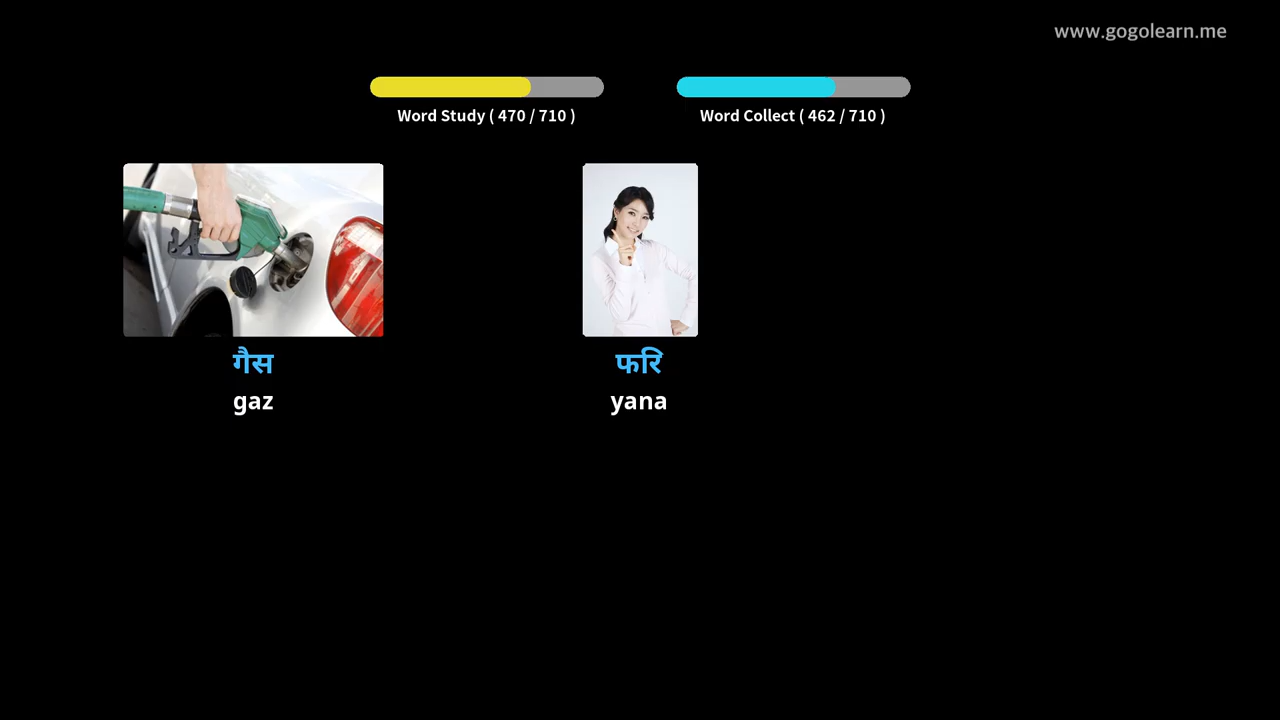 www.gogolearn.me
Word Study ( 470 / 710 )
Word Collect ( 462 / 710 )
गैस
gaz
फरि
yana